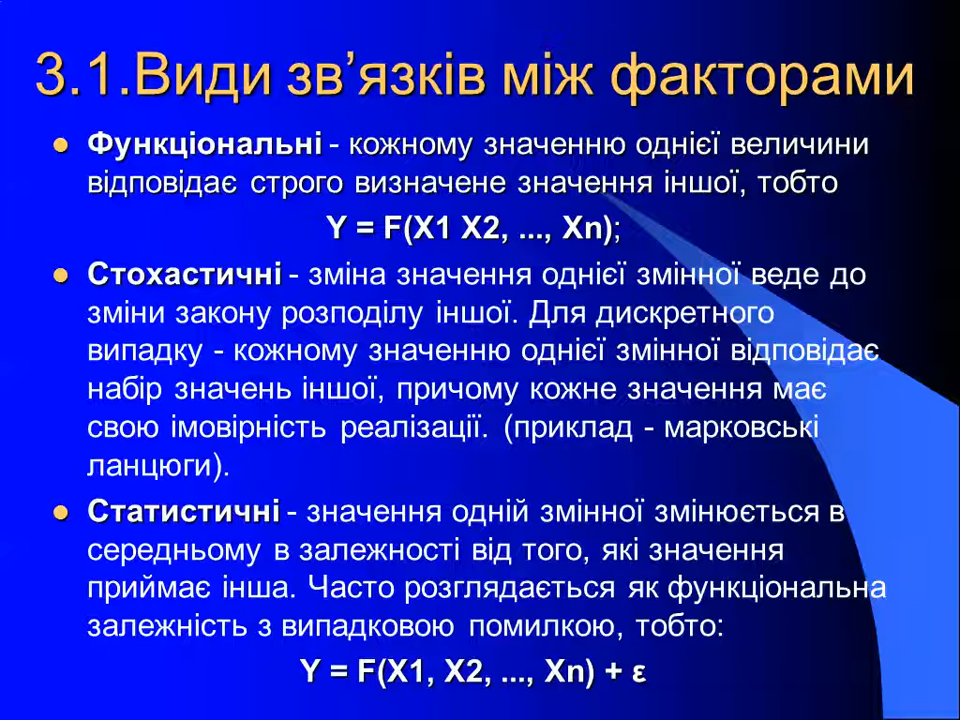 3.1.Види зв’язків між факторами
● Функціональні - кожному значенню однієї величини
відповідає строго визначене значення іншої, тобто
Y = F(X1 X2, ..., Xn);
● Стохастичні - зміна значення однієї змінної веде до
зміни закону розподілу іншої. Для дискретного
випадку - кожному значенню однієї змінної відповідає
набір значень іншої, причому кожне значення має
свою імовірність реалізації. (приклад - марковські
ланцюги).
● Статистичні - значення одній змінної змінюється в
середньому в залежності від того, які значення
приймає інша. Часто розглядається як функціональна
залежність з випадковою помилкою, тобто:
Y = F(X1, X2, ..., Xn) + ε